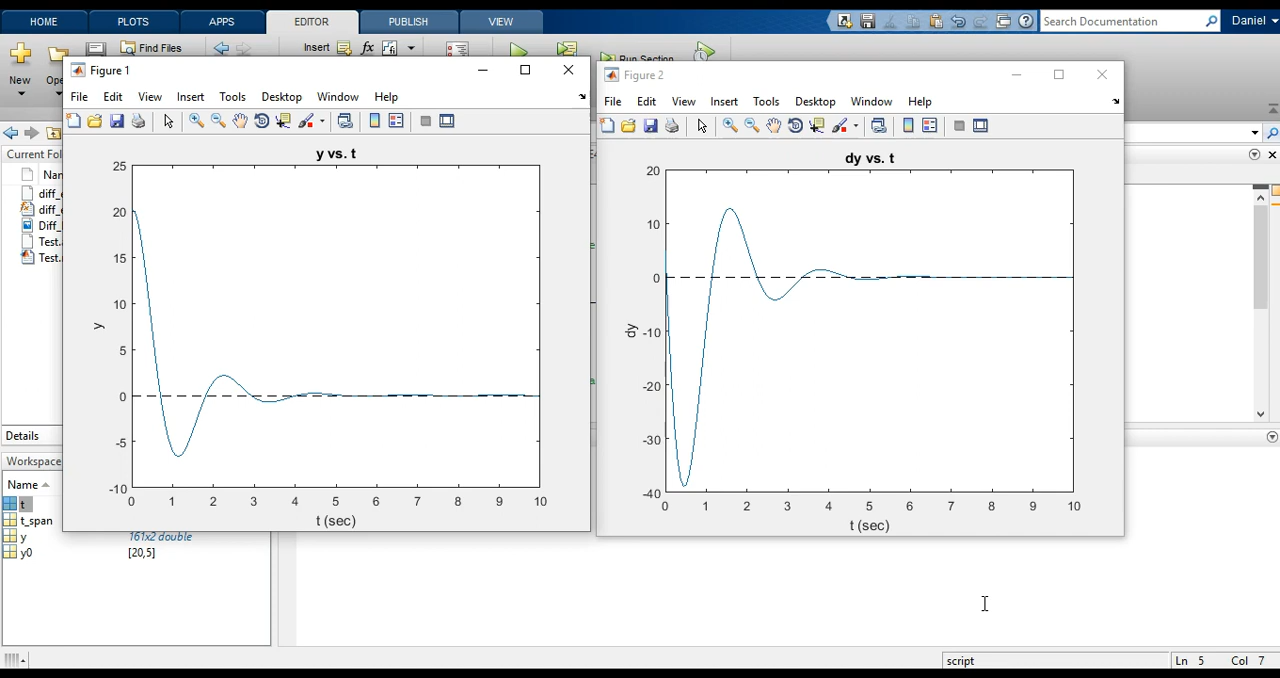 HOME PLOTS APPS EDITOR PUBLISH VIEW Search Documentation Daniel
Find Files Insert fx
New
Run Section
Figure 1
File Edit View Insert Tools Desktop Window Help
Figure 2
File Edit View Insert Tools Desktop Window Help
Current Fol
Nan
diff_e
diff_e
Diff_
Test.
Test.
Details
Workspace
Name
t
t_span
y 161x2 double
y0 [20,5]
y vs. t
25
20
15
10
5
0
-5
-10
y
0 1 2 3 4 5 6 7 8 9 10
t (sec)
dy vs. t
20
10
0
-10
-20
-30
-40
dy
0 1 2 3 4 5 6 7 8 9 10
t (sec)
script Ln 5 Col 7